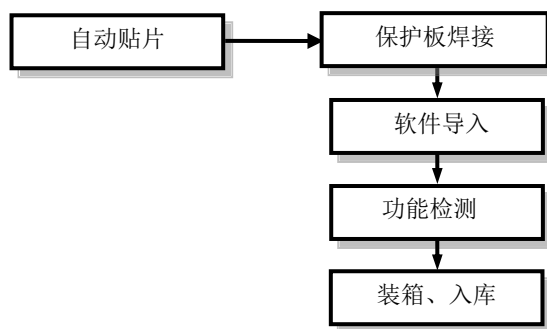 自动贴片
保护板焊接
软件导入
功能检测
装箱、入库